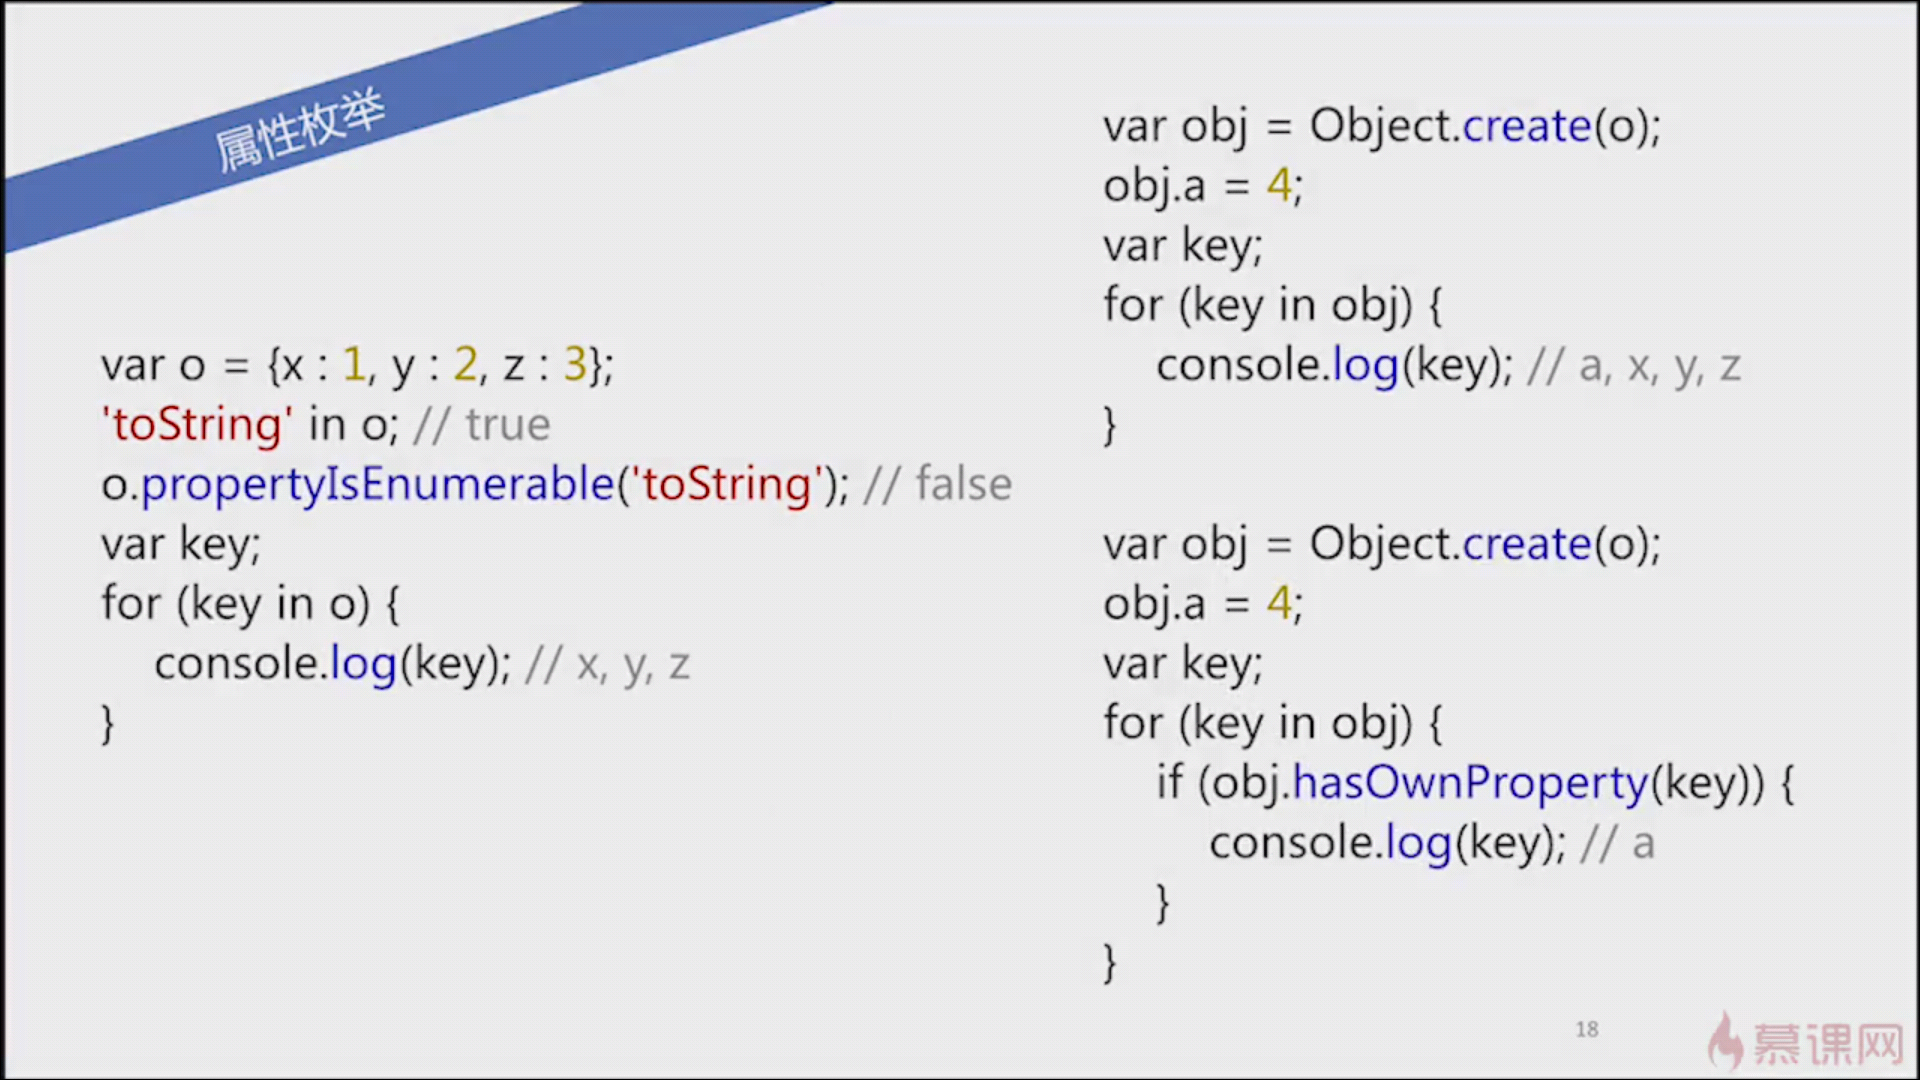 属性枚举
var o = {x : 1, y : 2, z : 3};
'toString' in o; // true
o.propertyIsEnumerable('toString'); // false
var key;
for (key in o) {
console.log(key); // x, y, z
}
var obj = Object.create(o);
obj.a = 4;
var key;
for (key in obj) {
console.log(key); // a, x, y, z
}
var obj = Object.create(o);
obj.a = 4;
var key;
for (key in obj) {
if (obj.hasOwnProperty(key)) {
console.log(key); // a
}
}
18
慕课网